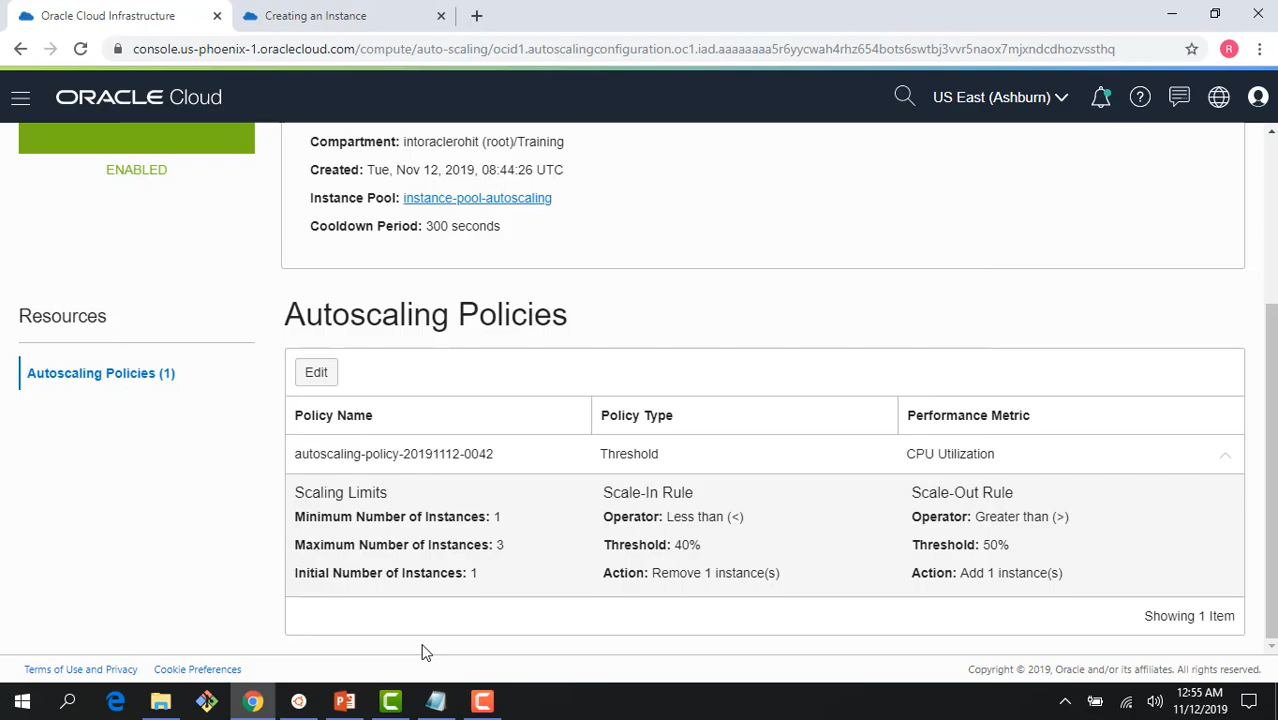 Oracle Cloud Infrastructure
Creating an Instance
console.us-phoenix-1.oraclecloud.com/compute/auto-scaling/ocid1.autoscalingconfiguration.oc1.iad.aaaaaaaa5r6yycwah4rhz654bots6swtbj3vvr5naox7mjxndcdhozvssthq
R
ORACLE Cloud
US East (Ashburn)
ENABLED
Compartment: intoraclerohit (root)/Training
Created: Tue, Nov 12, 2019, 08:44:26 UTC
Instance Pool: instance-pool-autoscaling
Cooldown Period: 300 seconds
Resources
Autoscaling Policies (1)
Autoscaling Policies
Edit
Policy Name Policy Type Performance Metric
autoscaling-policy-20191112-0042 Threshold CPU Utilization
Scaling Limits Scale-In Rule Scale-Out Rule
Minimum Number of Instances: 1 Operator: Less than (<) Operator: Greater than (>)
Maximum Number of Instances: 3 Threshold: 40% Threshold: 50%
Initial Number of Instances: 1 Action: Remove 1 instance(s) Action: Add 1 instance(s)
Showing 1 Item
Terms of Use and Privacy Cookie Preferences Copyright © 2019, Oracle and/or its affiliates. All rights reserved.
12:55 AM
11/12/2019